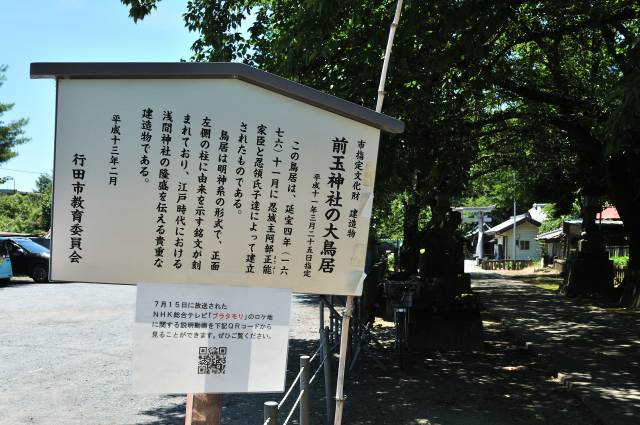 市指定文化財 建造物
前玉神社の大鳥居
平成十一年三月二十五日指定
この鳥居は、延宝四年(一六
七六)十一月に忍城主阿部正能
家臣と忍領氏子達によって建立
されたものである。
鳥居は明神系の形式で、正面
左側の柱に由来を示す銘文が刻
まれており、江戸時代における
浅間神社の隆盛を伝える貴重な
建造物である。
平成十三年二月
行田市教育委員会
7月15日に放送された
NHK総合テレビ「ブラタモリ」のロケ地
に関する説明動画を下記QRコードから
見ることができます。ぜひご覧ください。